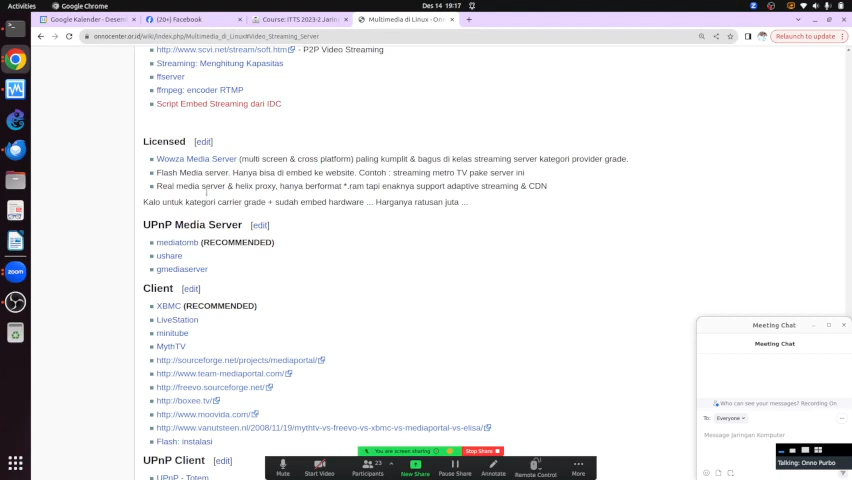 Activities
Google Chrome
Des 14 19:17
Google Kalender - Desem
(20+) Facebook
Course: ITTS 2023-2 Jarin
Multimedia di Linux - Onn
onnocenter.or.id/wiki/index.php/Multimedia_di_Linux#Video_Streaming_Server
Relaunch to update
http://www.scvi.net/stream/soft.htm - P2P Video Streaming
Streaming: Menghitung Kapasitas
ffserver
ffmpeg: encoder RTMP
Script Embed Streaming dari IDC
Licensed [edit]
Wowza Media Server (multi screen & cross platform) paling kumplit & bagus di kelas streaming server kategori provider grade.
Flash Media server. Hanya bisa di embed ke website. Contoh : streaming metro TV pake server ini
Real media server & helix proxy, hanya berformat *.ram tapi enaknya support adaptive streaming & CDN
Kalo untuk kategori carrier grade + sudah embed hardware ... Harganya ratusan juta ...
UPnP Media Server [edit]
mediatomb (RECOMMENDED)
ushare
gmediaserver
Client [edit]
XBMC (RECOMMENDED)
LiveStation
minitube
MythTV
http://sourceforge.net/projects/mediaportal/
http://www.team-mediaportal.com/
http://freevo.sourceforge.net/
http://boxee.tv/
http://www.moovida.com/
http://www.vanutsteen.nl/2008/11/19/mythtv-vs-freevo-vs-xbmc-vs-mediaportal-vs-elisa/
Flash: instalasi
UPnP Client [edit]
UPnP - Totem
Meeting Chat
Meeting Chat
Who can see your messages? Recording On
To: Everyone
Message Jaringan Komputer
Talking: Onno Purbo
You are screen sharing
Stop Share
zoom
Mute
Start Video
Participants
23
New Share
Pause Share
Annotate
Remote Control
More